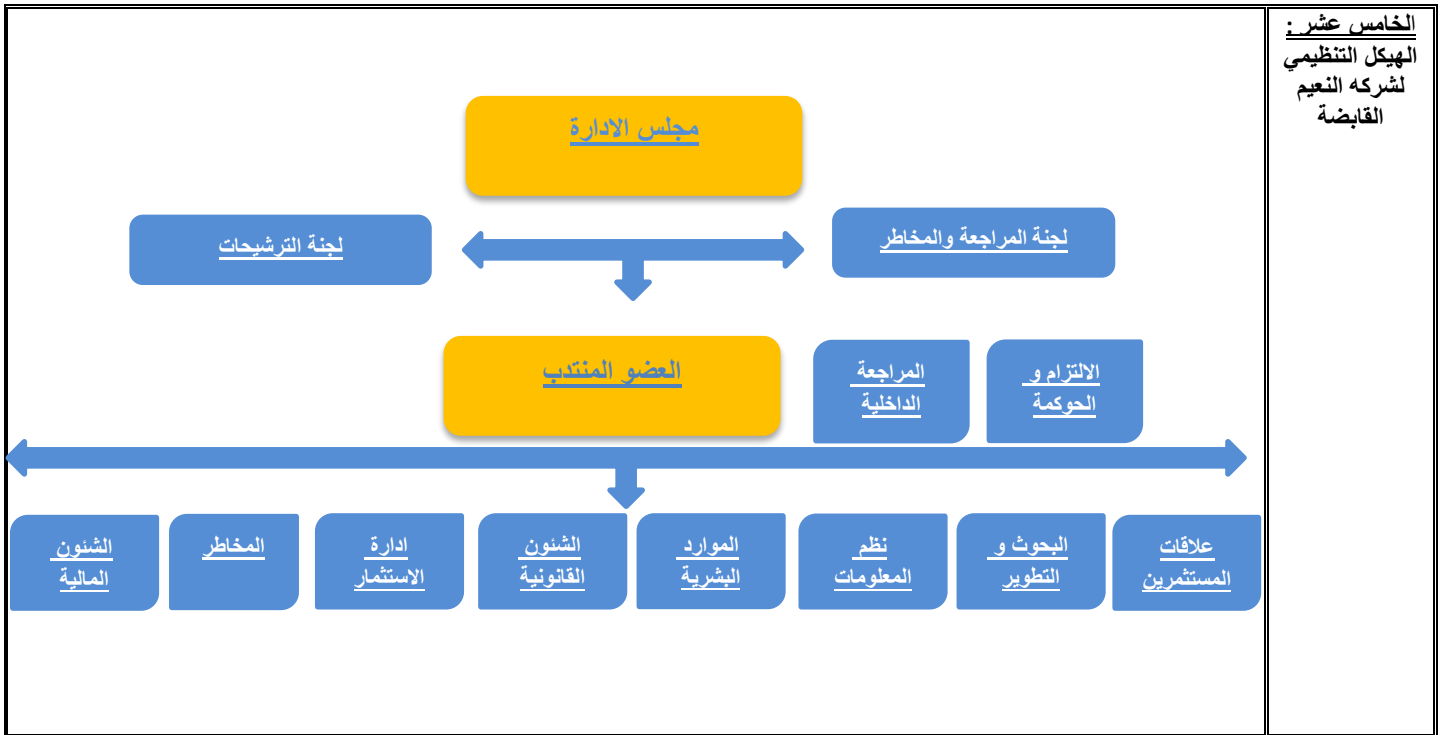 الخامس عشر :
الهيكل التنظيمي
لشركه النعيم
القابضة
مجلس الادارة
لجنة المراجعة والمخاطر
لجنة الترشيحات
الالتزام و
الحوكمة
المراجعة
الداخلية
العضو المنتدب
علاقات
المستثمرين
البحوث و
التطوير
نظم
المعلومات
الموارد
البشرية
الشئون
القانونية
ادارة
الاستثمار
المخاطر
الشئون
المالية